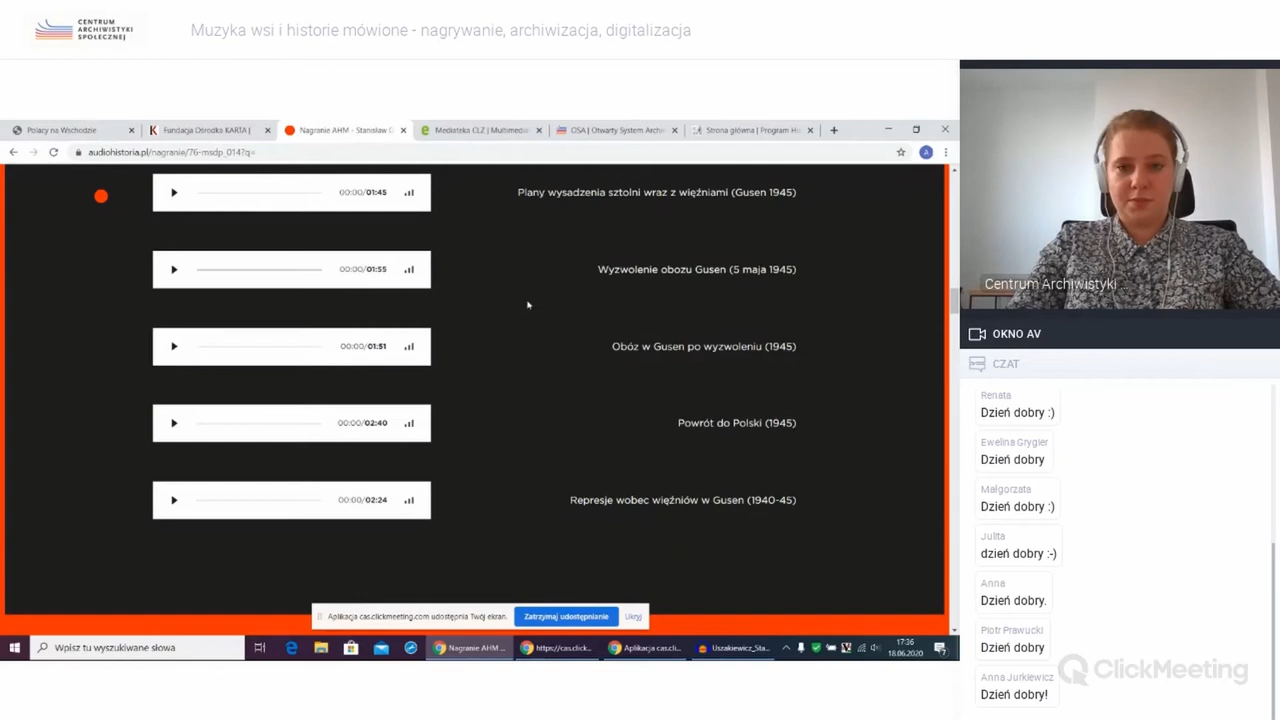 CENTRUM
ARCHIWISTYKI
SPOŁECZNEJ
Muzyka wsi i historie mówione - nagrywanie, archiwizacja, digitalizacja
Polacy na Wschodzie
Fundacja Ośrodka KARTA |
Nagranie AHM - Stanisław
Mediateka CLZ | Multimed
OSA | Otwarty System Archi
Strona główna | Program
audiohistoria.pl/nagranie/76-msdp_014?q=
00:00/01:45
Plany wysadzenia sztolni wraz z więźniami (Gusen 1945)
00:00/01:55
Wyzwolenie obozu Gusen (5 maja 1945)
00:00/01:51
Obóz w Gusen po wyzwoleniu (1945)
00:00/02:40
Powrót do Polski (1945)
00:00/02:24
Represje wobec więźniów w Gusen (1940-45)
Aplikacja cas.clickmeeting.com udostępnia Twój ekran.
Zatrzymaj udostępnianie
Ukryj
Wpisz tu wyszukiwane słowa
Nagranie AHM ...
https://cas.click...
Aplikacja cas.cli...
Uszakiewicz_Sta...
17:36
18.06.2020
Centrum Archiwistyki ...
OKNO AV
CZAT
Renata
Dzień dobry :)
Ewelina Grygier
Dzień dobry
Małgorzata
Dzień dobry :)
Julita
dzień dobry :-)
Anna
Dzień dobry.
Piotr Prawucki
Dzień dobry
Anna Jurkiewicz
Dzień dobry!
ClickMeeting